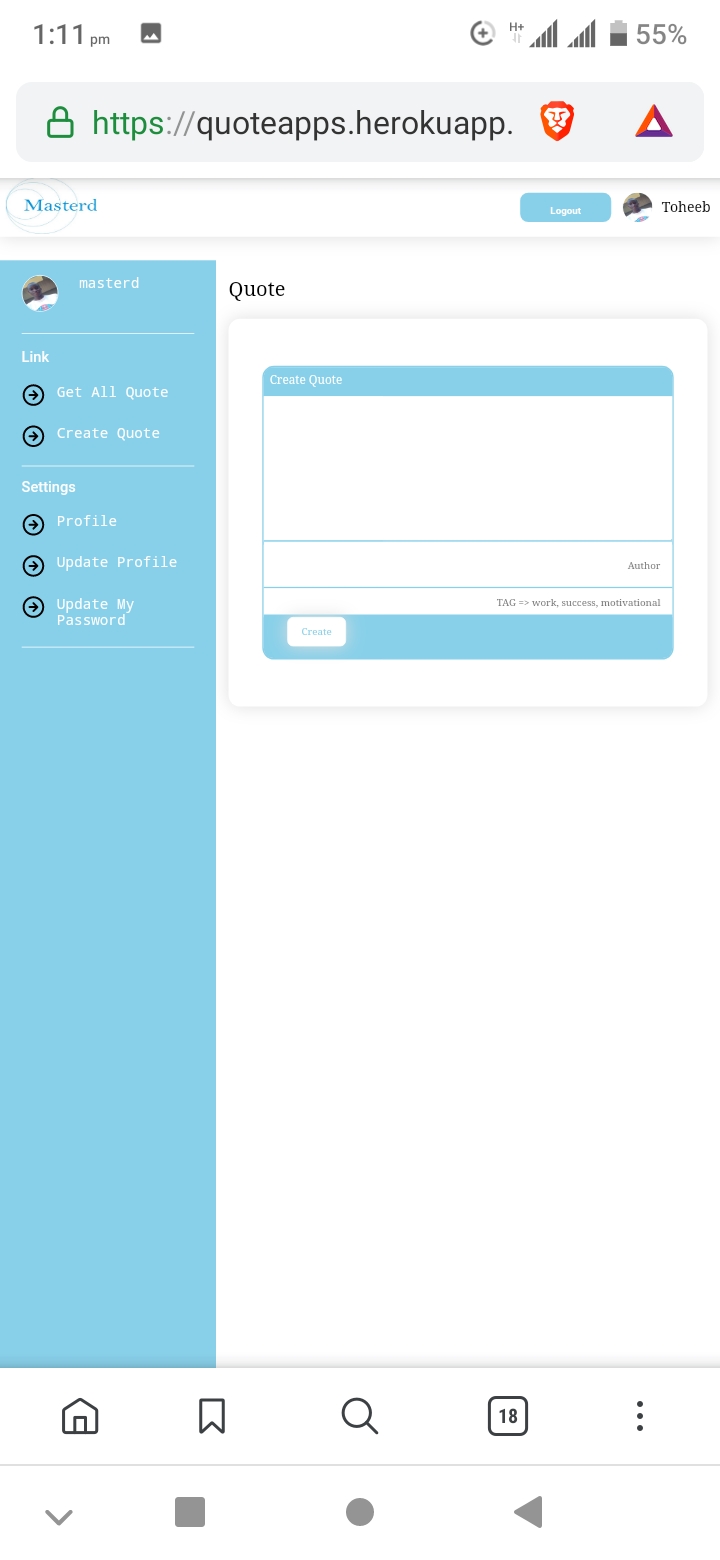 1:11 pm
H+
55%
https://quoteapps.herokuapp.
Masterd
Logout
Toheeb
masterd
Link
Get All Quote
Create Quote
Settings
Profile
Update Profile
Update My
Password
Quote
Create Quote
Author
TAG => work, success, motivational
Create
18